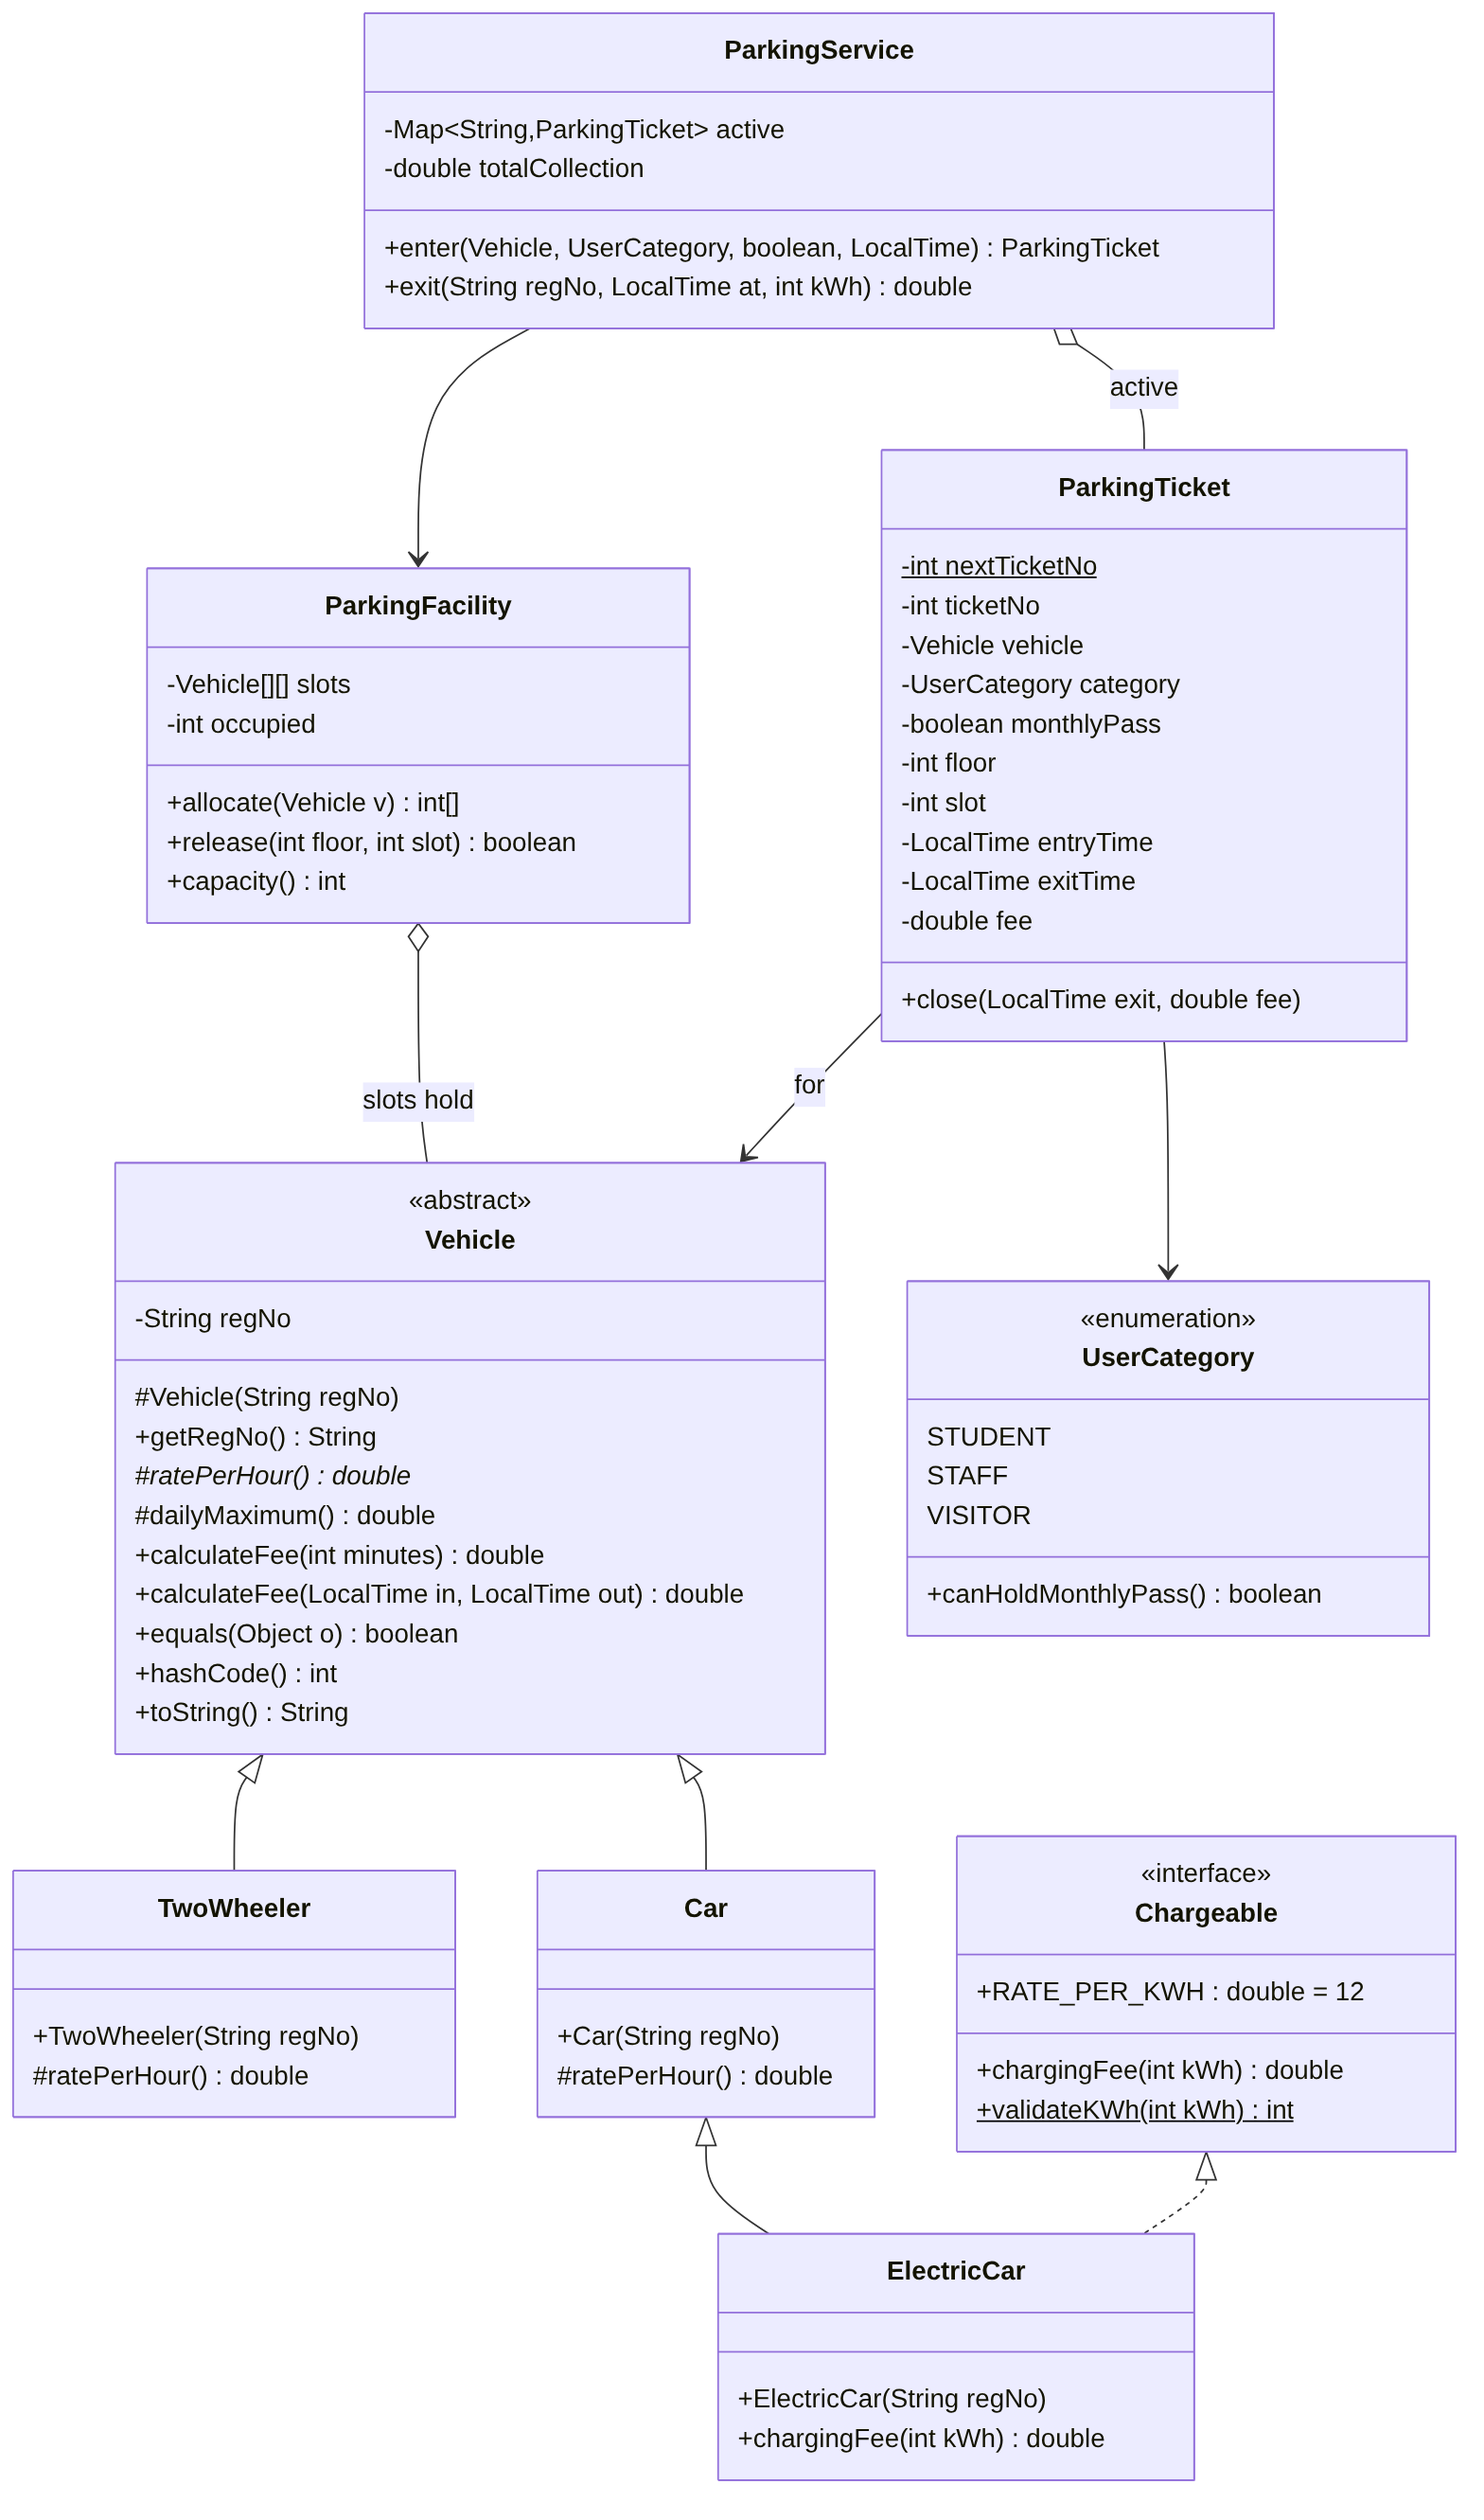 ParkingService
-Map<String,ParkingTicket> active
-double totalCollection
+enter(Vehicle, UserCategory, boolean, LocalTime) : ParkingTicket
+exit(String regNo, LocalTime at, int kWh) : double
active
ParkingTicket
-int nextTicketNo
-int ticketNo
-Vehicle vehicle
-UserCategory category
-boolean monthlyPass
-int floor
-int slot
-LocalTime entryTime
-LocalTime exitTime
-double fee
+close(LocalTime exit, double fee)
ParkingFacility
-Vehicle[][] slots
-int occupied
+allocate(Vehicle v) : int[]
+release(int floor, int slot) : boolean
+capacity() : int
slots hold
for
«abstract»
Vehicle
-String regNo
#Vehicle(String regNo)
+getRegNo() : String
#ratePerHour() : double
#dailyMaximum() : double
+calculateFee(int minutes) : double
+calculateFee(LocalTime in, LocalTime out) : double
+equals(Object o) : boolean
+hashCode() : int
+toString() : String
«enumeration»
UserCategory
STUDENT
STAFF
VISITOR
+canHoldMonthlyPass() : boolean
TwoWheeler
+TwoWheeler(String regNo)
#ratePerHour() : double
Car
+Car(String regNo)
#ratePerHour() : double
«interface»
Chargeable
+RATE_PER_KWH : double = 12
+chargingFee(int kWh) : double
+validateKWh(int kWh) : int
ElectricCar
+ElectricCar(String regNo)
+chargingFee(int kWh) : double